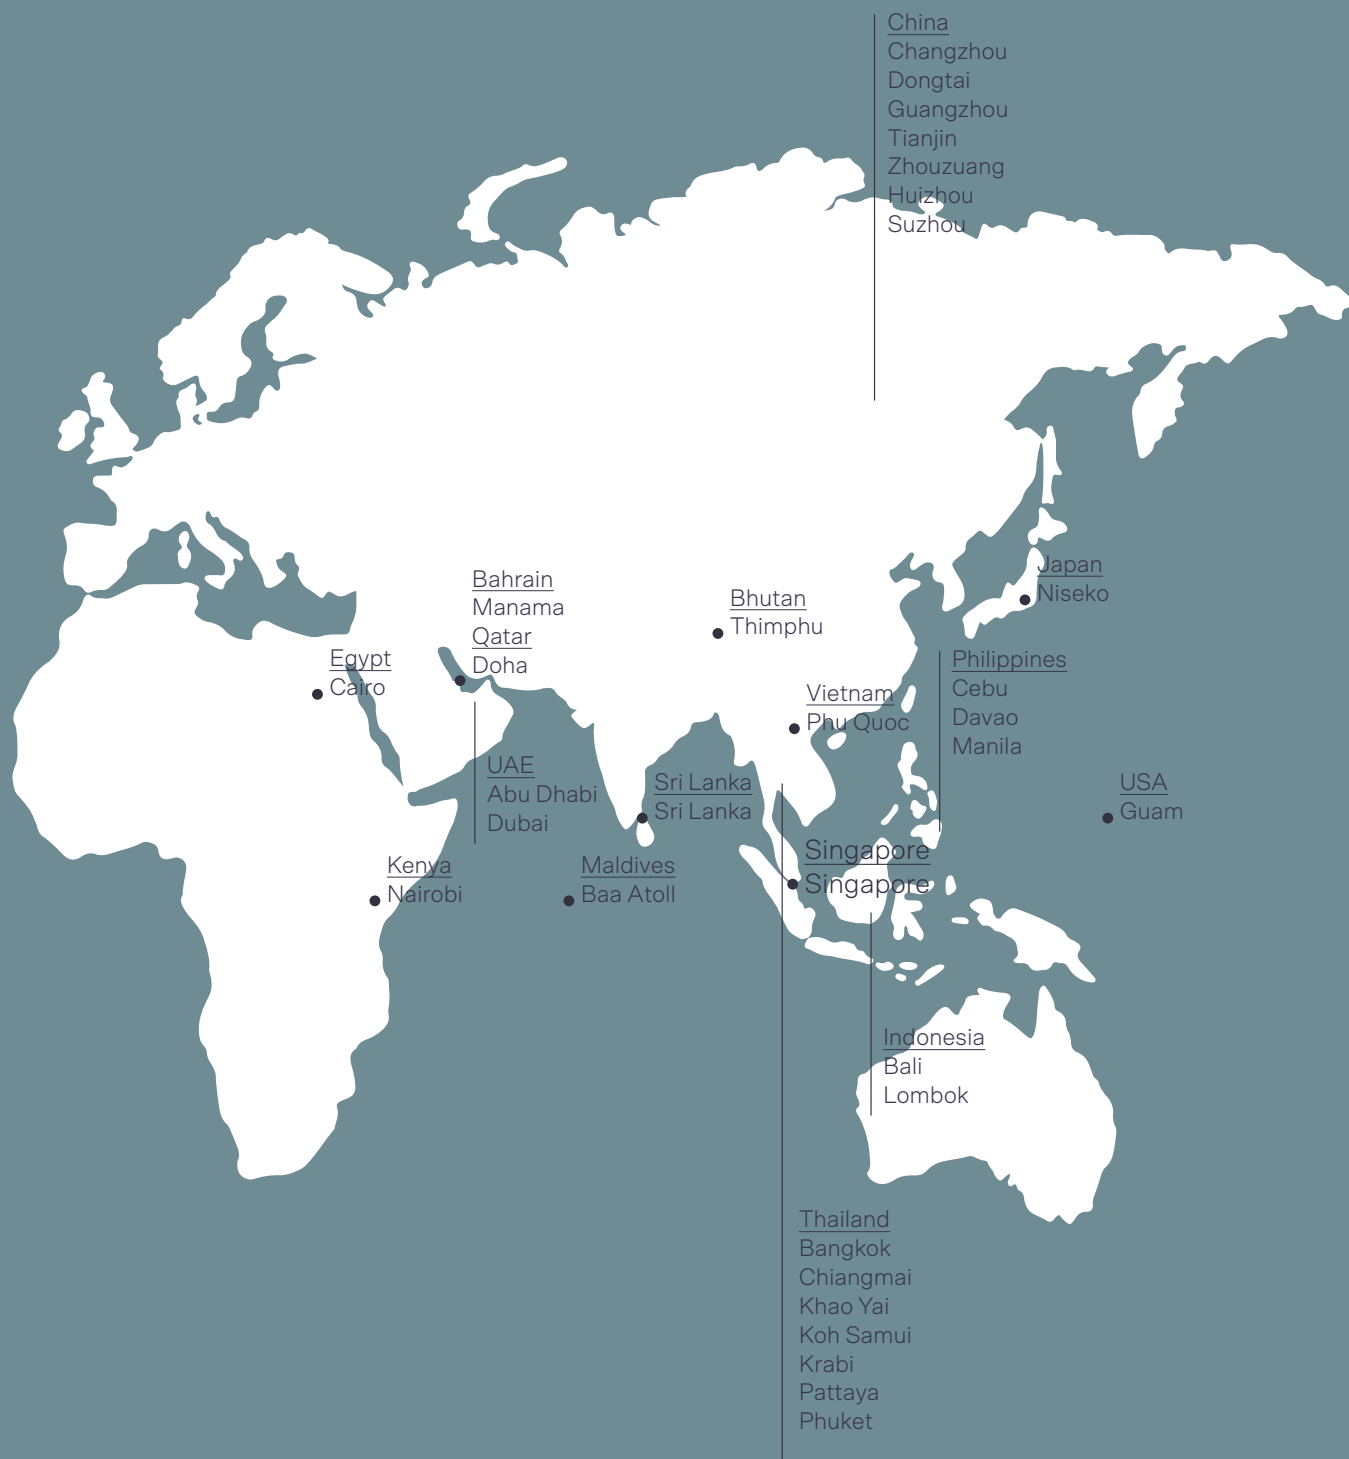 China
Changzhou
Dongtai
Guangzhou
Tianjin
Zhouzuang
Huizhou
Suzhou
Japan
Niseko
Bahrain
Manama
Qatar
Doha
Bhutan
Thimphu
Egypt
Cairo
Vietnam
Phu Quoc
Philippines
Cebu
Davao
Manila
UAE
Abu Dhabi
Dubai
Sri Lanka
Sri Lanka
USA
Guam
Kenya
Nairobi
Maldives
Baa Atoll
Singapore
Singapore
Indonesia
Bali
Lombok
Thailand
Bangkok
Chiangmai
Khao Yai
Koh Samui
Krabi
Pattaya
Phuket